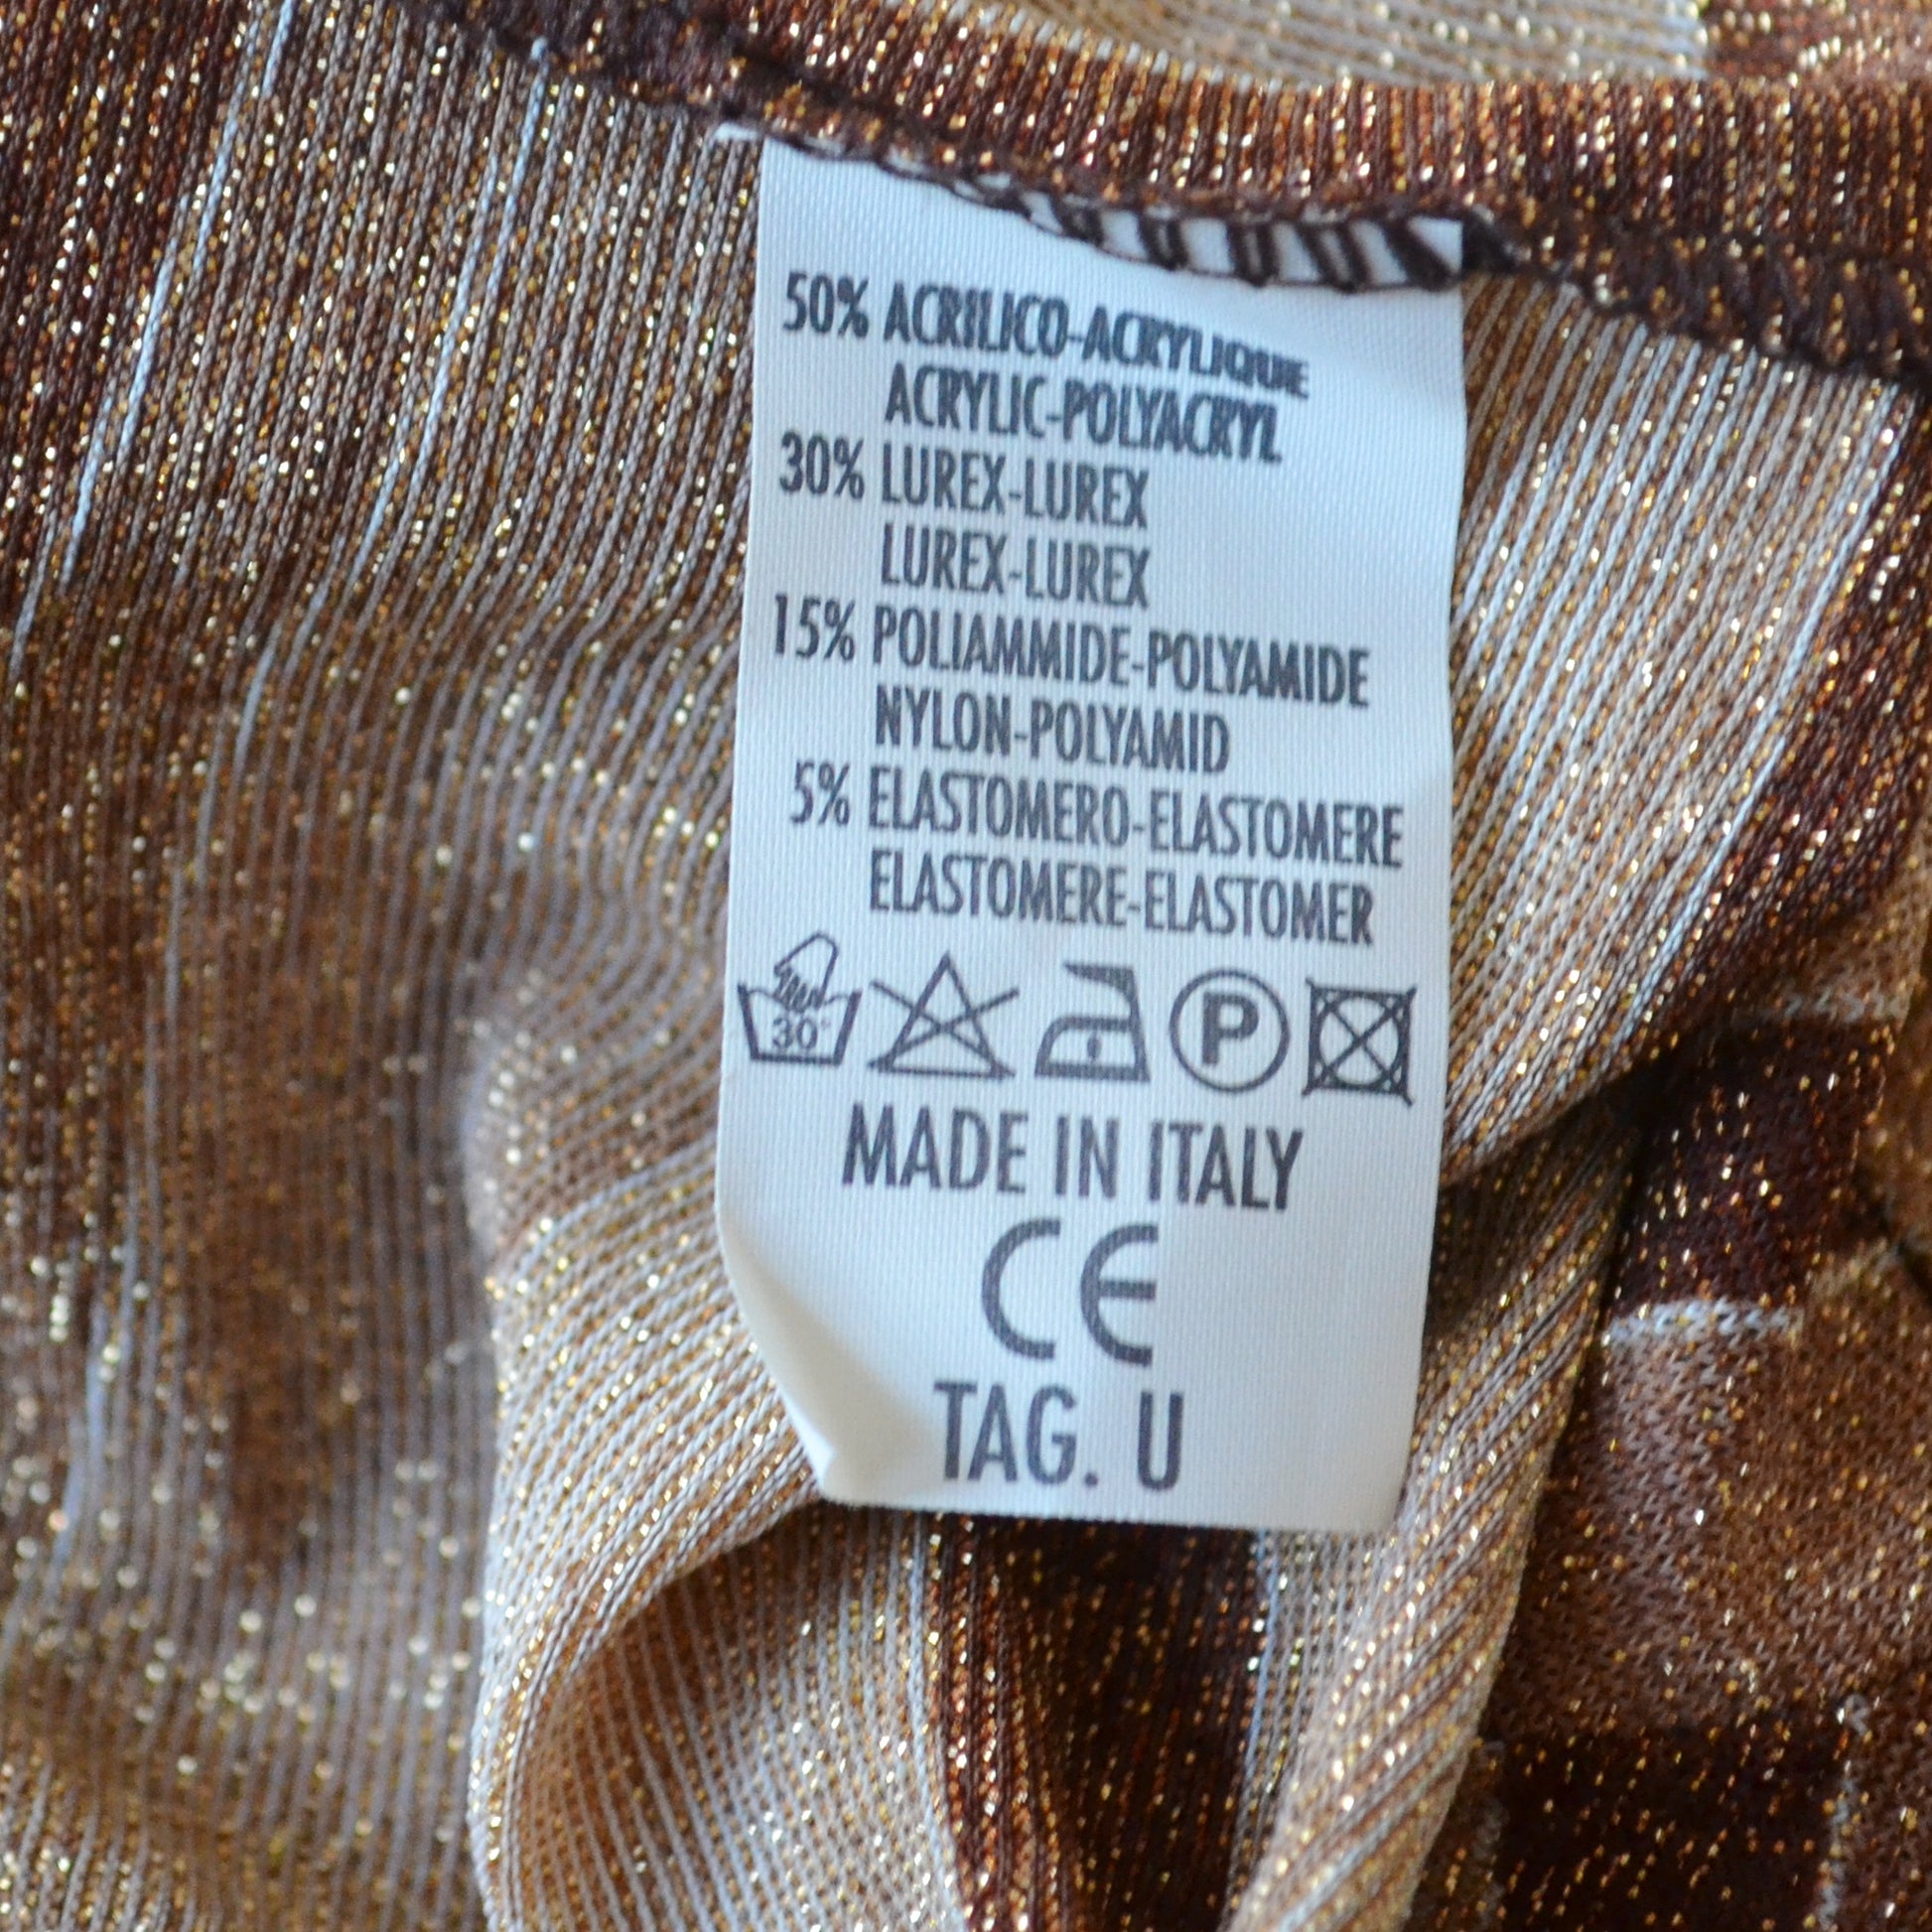 50% ACRILICO-ACRYLIQUE
ACRYLIC-POLYACRYL
30% LUREX-LUREX
LUREX-LUREX
15% POLIAMMIDE-POLYAMIDE
NYLON-POLYAMID
5% ELASTOMERO-ELASTOMERE
ELASTOMERE-ELASTOMER
30° P
MADE IN ITALY
CE
TAG. U